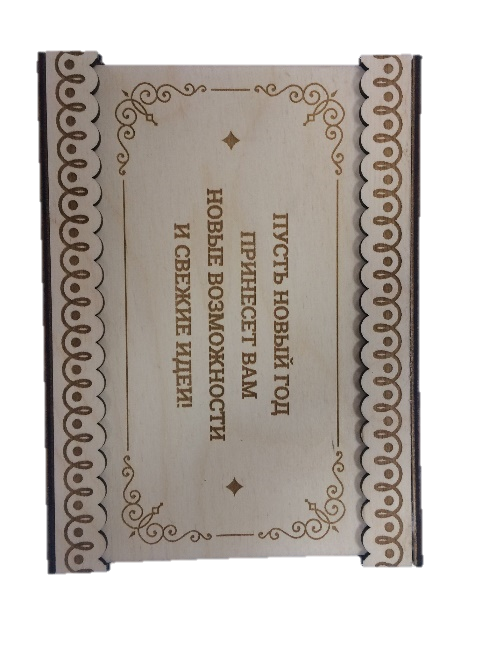 ПУСТЬ НОВЫЙ ГОД
ПРИНЕСЕТ ВАМ
НОВЫЕ ВОЗМОЖНОСТИ
И СВЕЖИЕ ИДЕИ!